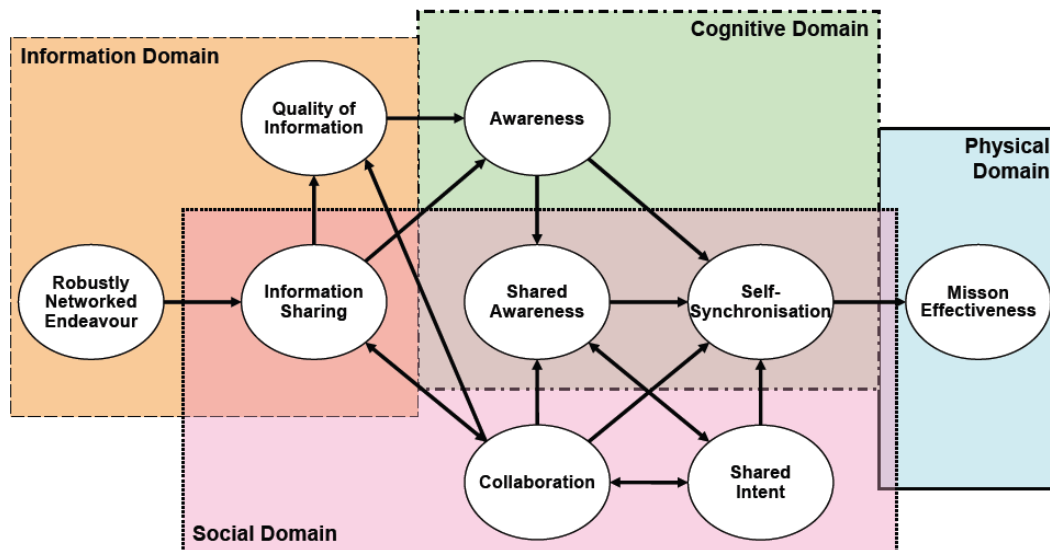 Cognitive Domain
Information Domain
Quality of
Information
Awareness
Physical
Domain
Robustly
Networked
Endeavour
Information
Sharing
Shared
Awareness
Self-
Synchronisation
Misson
Effectiveness
Collaboration
Shared
Intent
Social Domain